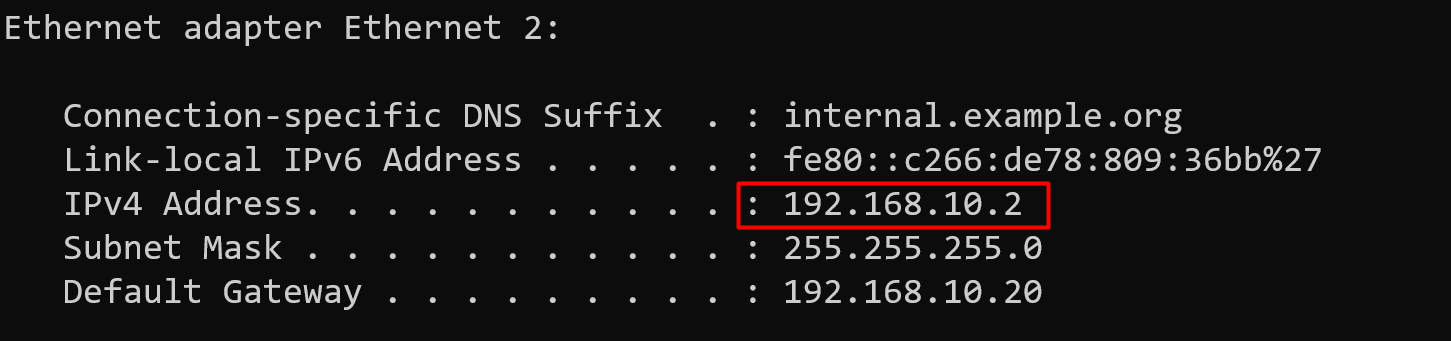 Ethernet adapter Ethernet 2:
Connection-specific DNS Suffix  . : internal.example.org
Link-local IPv6 Address . . . . . : fe80::c266:de78:809:36bb%27
IPv4 Address. . . . . . . . . . . : 192.168.10.2
Subnet Mask . . . . . . . . . . . : 255.255.255.0
Default Gateway . . . . . . . . . : 192.168.10.20